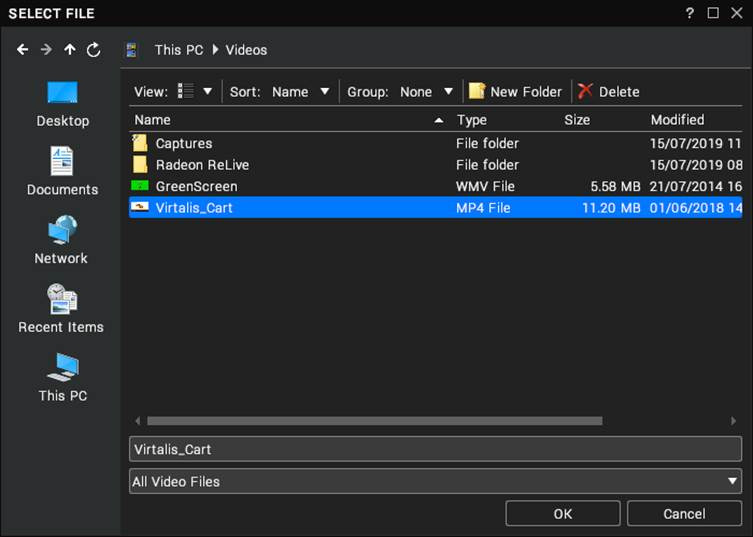 SELECT FILE ?
This PC Videos
View: Sort: Name Group: None New Folder Delete
Name Type Size Modified
Captures File folder 15/07/2019 11
Radeon ReLive File folder 15/07/2019 08
GreenScreen WMV File 5.58 MB 21/07/2014 16
Virtalis_Cart MP4 File 11.20 MB 01/06/2018 14
Desktop
Documents
Network
Recent Items
This PC
Virtalis_Cart
All Video Files
OK Cancel